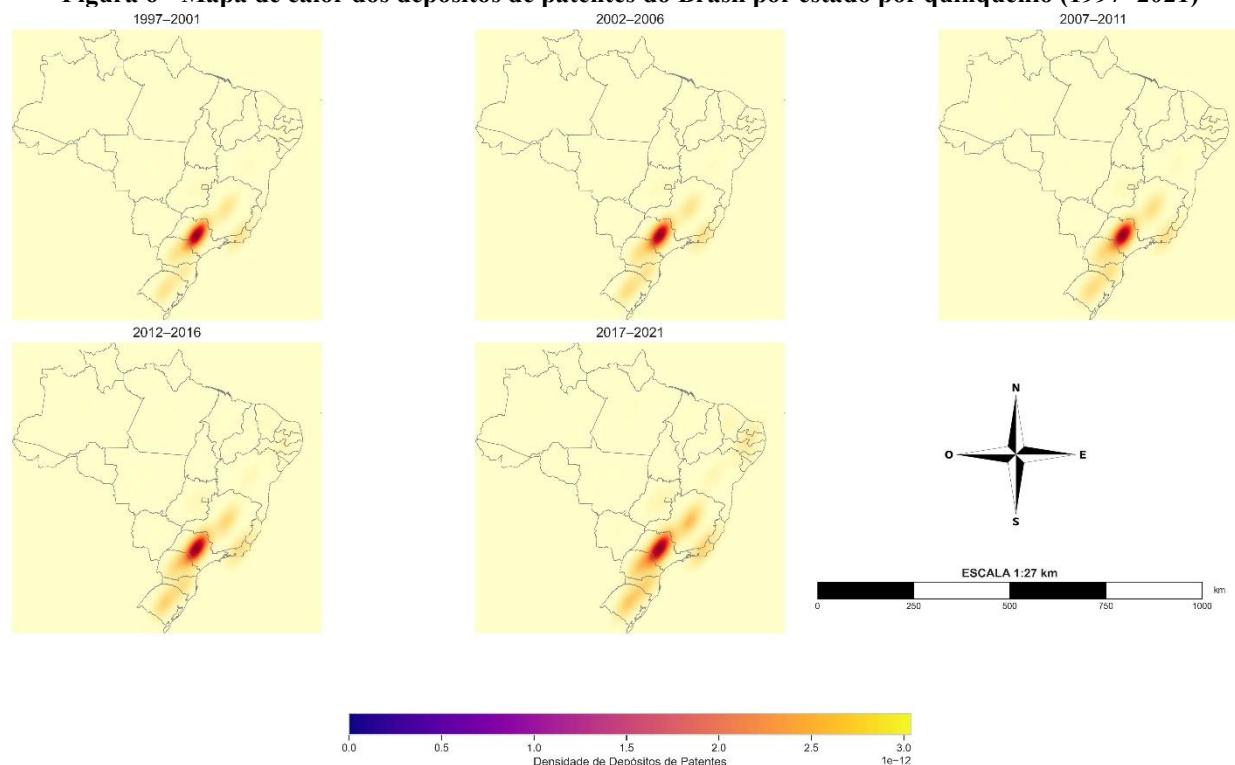 Figura 6 - Mapa de calor dos depósitos de patentes do Brasil por estado por quinquênio (1997–2021)
1997–2001
2002–2006
2007–2011
2012–2016
2017–2021
N
O
E
S
ESCALA 1:27 km
km
0
250
500
750
1000
0.0
0.5
1.0
1.5
2.0
2.5
3.0
1e−12
Densidade de Depósitos de Patentes